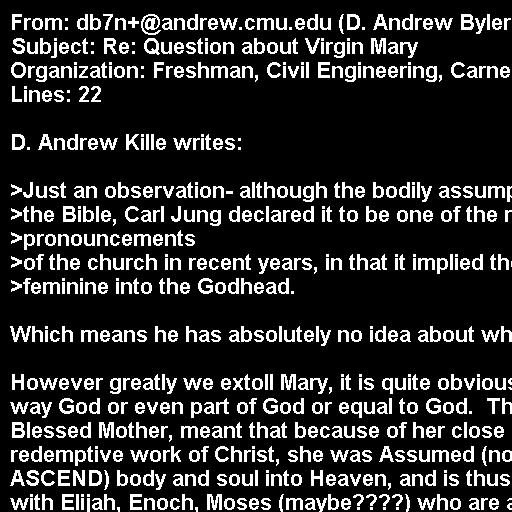 From: db7n+@andrew.cmu.edu (D. Andrew Byler
Subject: Re: Question about Virgin Mary
Organization: Freshman, Civil Engineering, Carne
Lines: 22

D. Andrew Kille writes:

>Just an observation- although the bodily assump
>the Bible, Carl Jung declared it to be one of the
>pronouncements
>of the church in recent years, in that it implied
>feminine into the Godhead.

Which means he has absolutely no idea about

However greatly we extoll Mary, it is quite obvious
way God or even part of God or equal to God.
Blessed Mother, meant that because of her close
redemptive work of Christ, she was Assumed
ASCEND) body and soul into Heaven, and is thus
with Elijah, Enoch, Moses (maybe????) who are